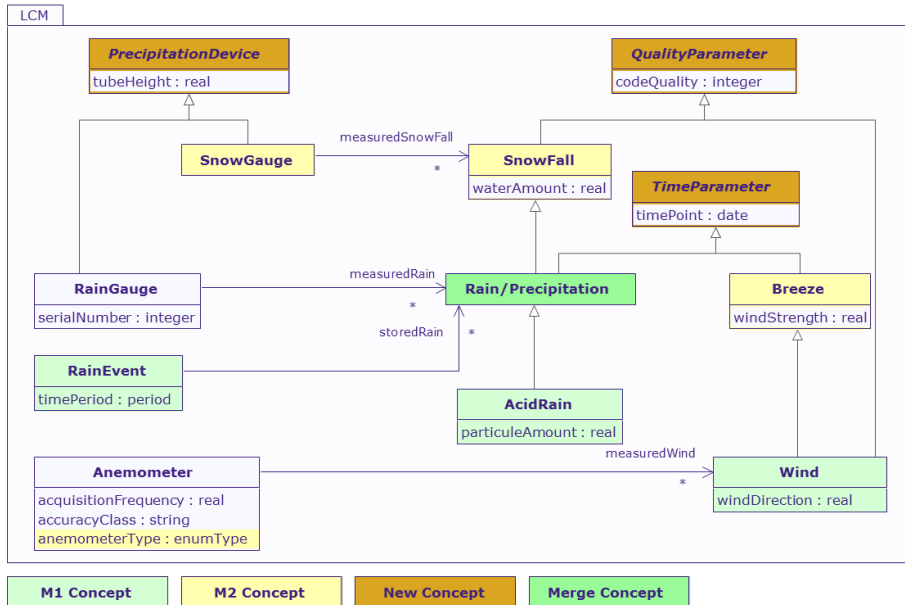 LCM
PrecipitationDevice
tubeHeight : real
QualityParameter
codeQuality : integer
measuredSnowFall
*
SnowGauge
SnowFall
waterAmount : real
TimeParameter
timePoint : date
RainGauge
serialNumber : integer
measuredRain
*
Rain/Precipitation
Breeze
windStrength : real
storedRain
*
RainEvent
timePeriod : period
AcidRain
particuleAmount : real
Anemometer
acquisitionFrequency : real
accuracyClass : string
anemometerType : enumType
measuredWind
*
Wind
windDirection : real
M1 Concept
M2 Concept
New Concept
Merge Concept